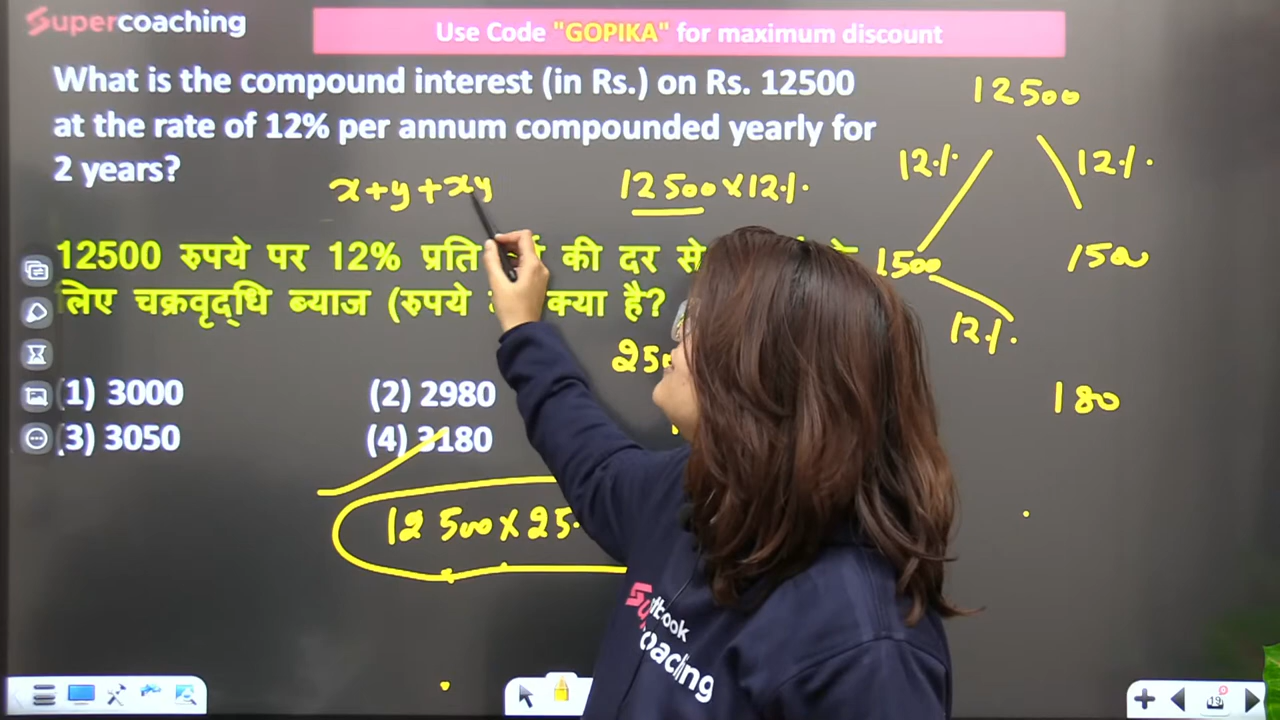 Supercoaching
Use Code "GOPIKA" for maximum discount
What is the compound interest (in Rs.) on Rs. 12500
at the rate of 12% per annum compounded yearly for
2 years?
x+y+xy
12500×12%
12500
12%
12%
1500
1500
12%
180
12500 रुपये पर 12% प्रति की दर से
लिए चक्रवृद्धि ब्याज (रुपये क्या है?
(1) 3000
(2) 2980
(3) 3050
(4) 3180
12500×25.
testbook
Supercoaching